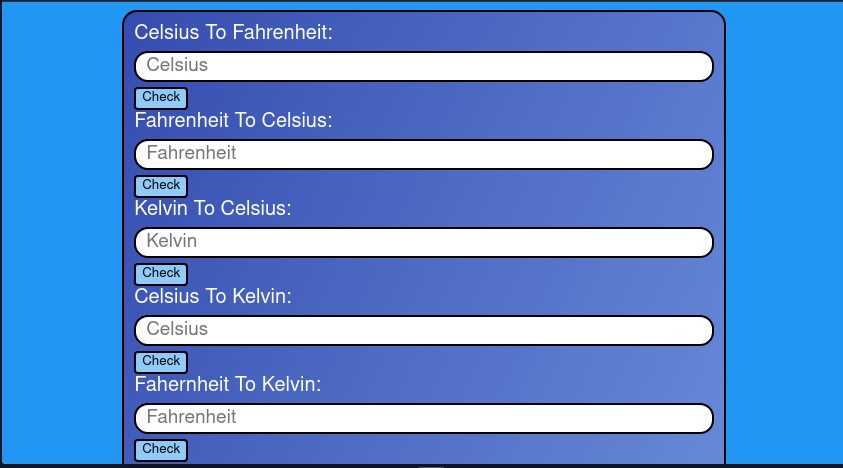 Celsius To Fahrenheit:
Celsius
Check
Fahrenheit To Celsius:
Fahrenheit
Check
Kelvin To Celsius:
Kelvin
Check
Celsius To Kelvin:
Celsius
Check
Fahernheit To Kelvin:
Fahrenheit
Check